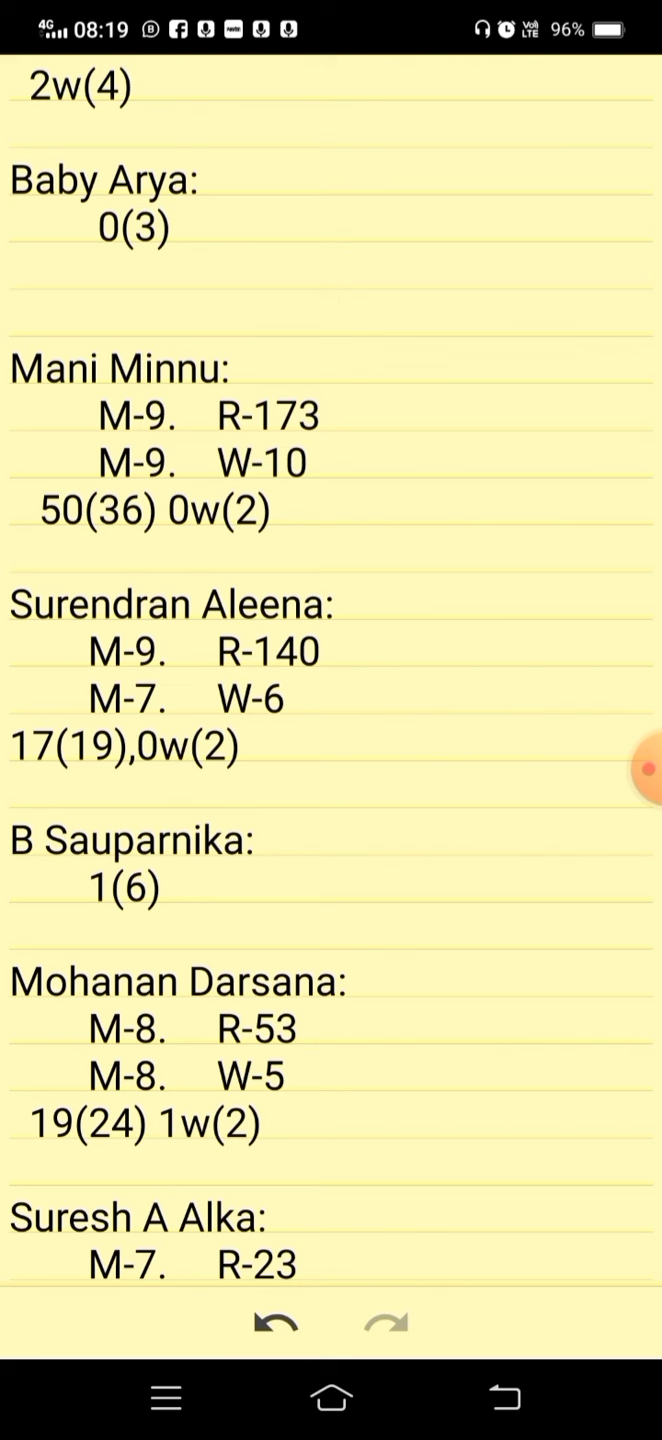 4G 08:19 96%
2w(4)
Baby Arya:
0(3)
Mani Minnu:
M-9. R-173
M-9. W-10
50(36) 0w(2)
Surendran Aleena:
M-9. R-140
M-7. W-6
17(19),0w(2)
B Sauparnika:
1(6)
Mohanan Darsana:
M-8. R-53
M-8. W-5
19(24) 1w(2)
Suresh A Alka:
M-7. R-23